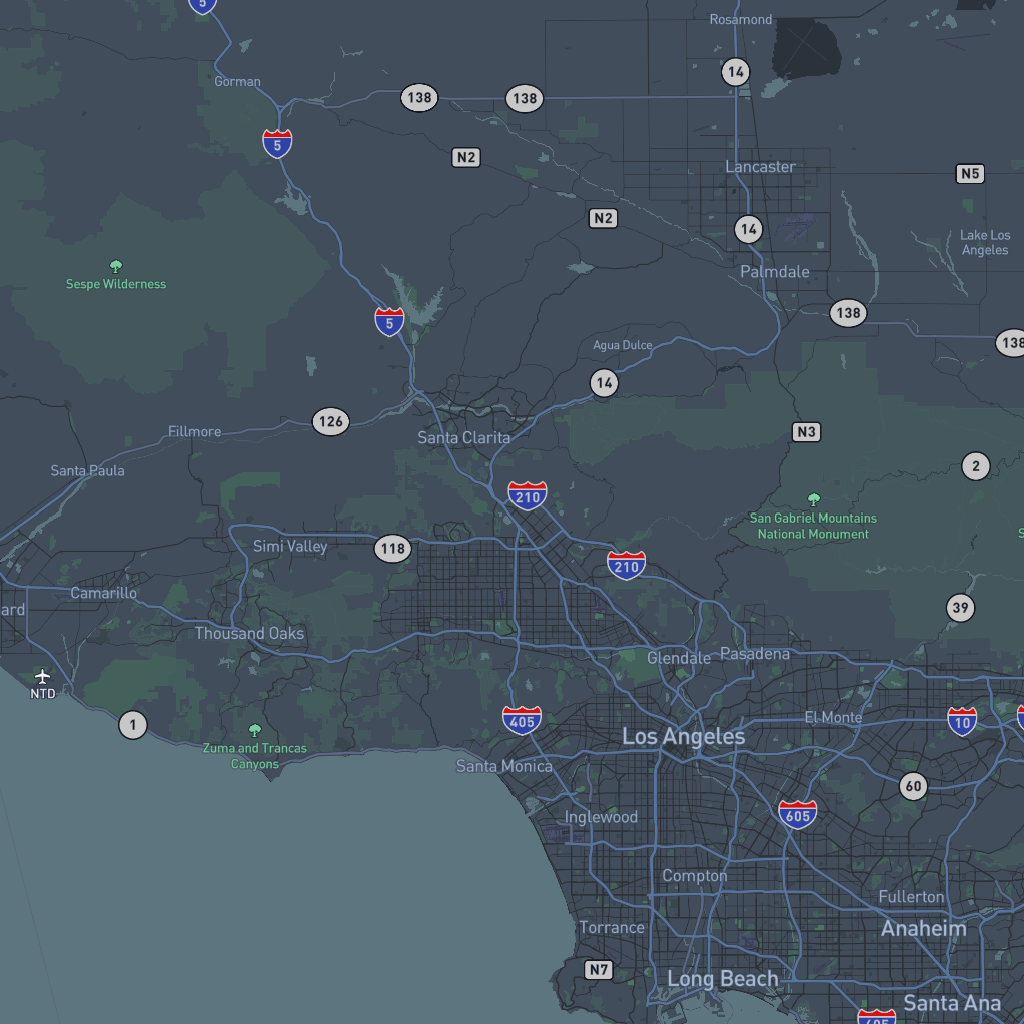 5
Rosamond
14
Gorman
138
138
5
N2
Lancaster
N5
N2
14
Lake Los
Angeles
Sespe Wilderness
Palmdale
138
5
138
Agua Dulce
14
126
Fillmore
N3
Santa Clarita
2
Santa Paula
210
San Gabriel Mountains
National Monument
S
Simi Valley
118
210
Camarillo
39
ard
Thousand Oaks
Glendale
Pasadena
NTD
1
405
El Monte
10
Los Angeles
Zuma and Trancas
Canyons
Santa Monica
60
605
Inglewood
Compton
Fullerton
Torrance
Anaheim
N7
Long Beach
Santa Ana